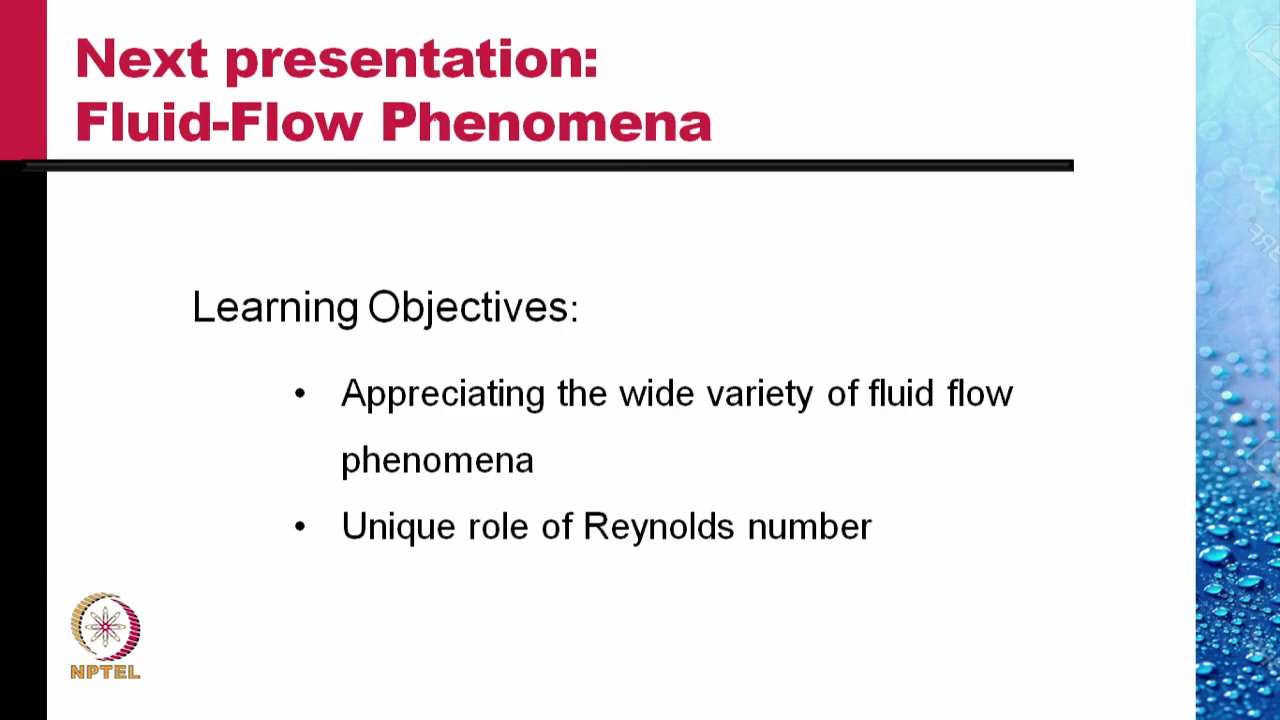 Next presentation:
Fluid-Flow Phenomena
Learning Objectives:
• Appreciating the wide variety of fluid flow
phenomena
• Unique role of Reynolds number
NPTEL